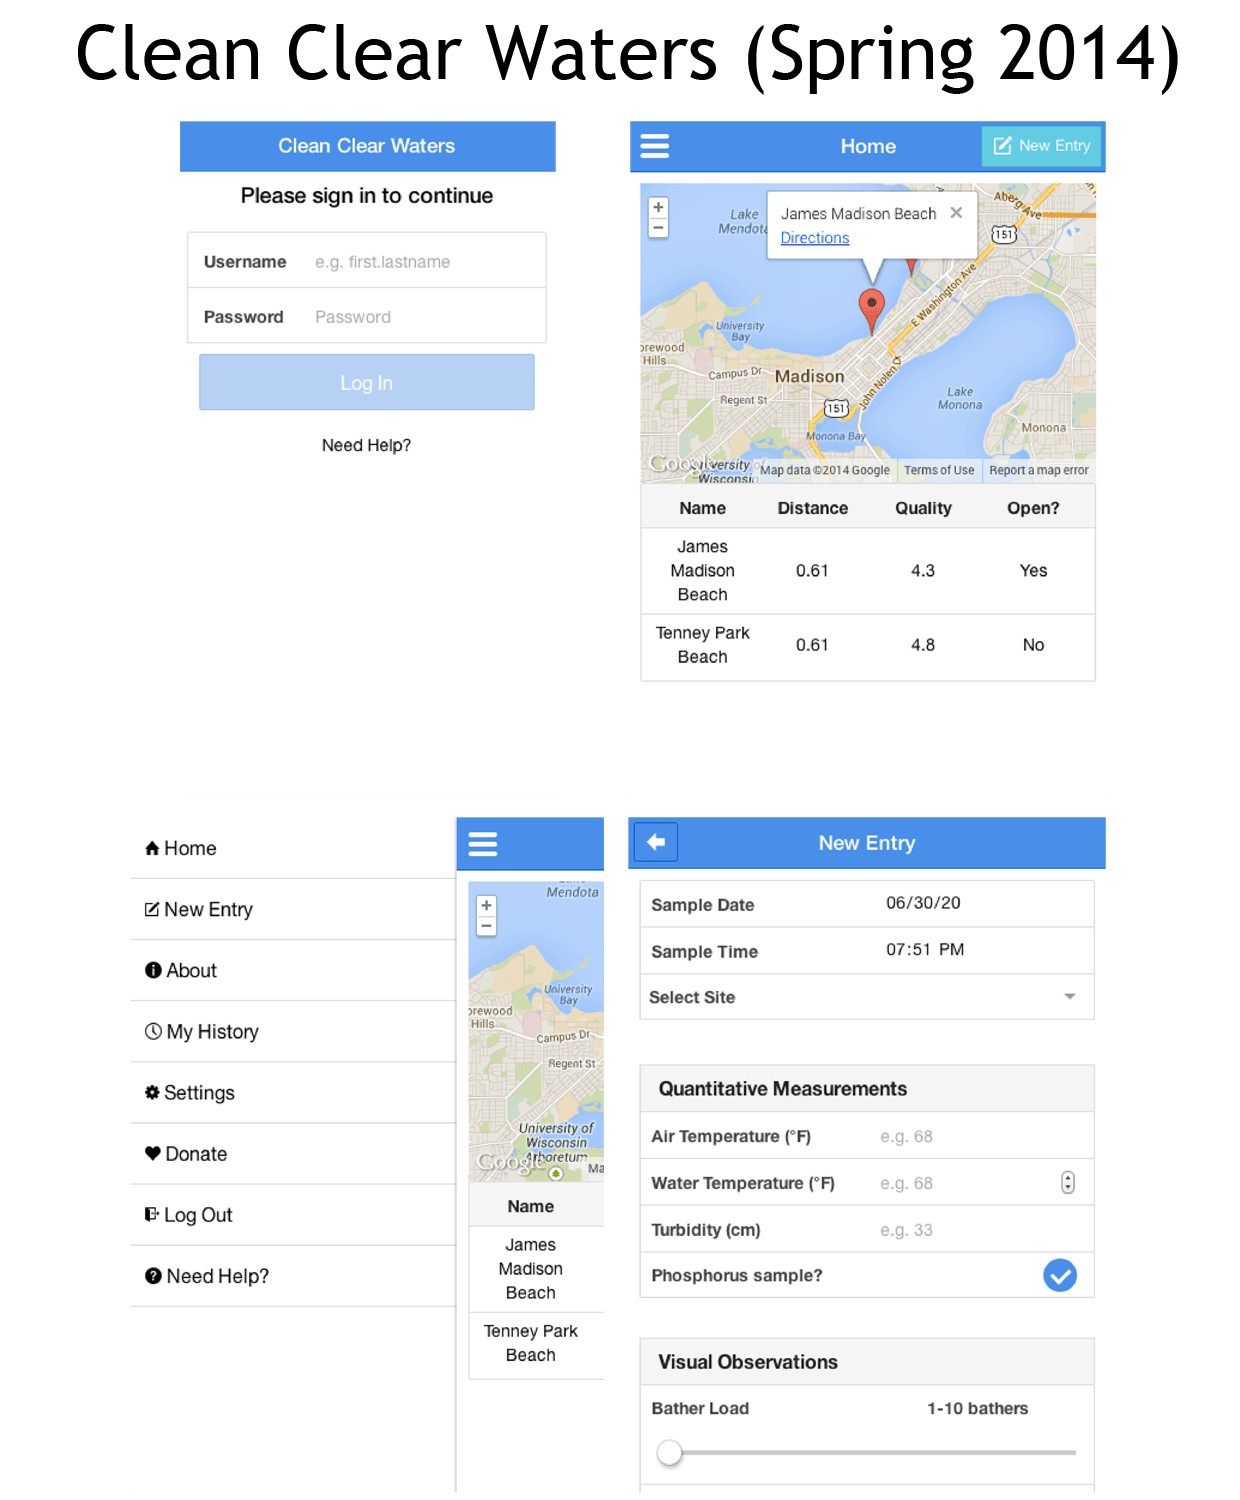 Clean Clear Waters (Spring 2014)
Clean Clear Waters
Please sign in to continue
Username e.g. first.lastname
Password Password
Log In
Need Help?
Home New Entry
+
−
Lake
Mendota
James Madison Beach ×
Directions
Aberg Ave
151
E Washington Ave
University
Bay
orewood
Hills
Campus Dr
Madison
Regent St
151
John Nolen Dr
Lake
Monona
Monona
Monona Bay
Google
University
Wisconsin
Map data ©2014 Google Terms of Use Report a map error
Name Distance Quality Open?
James
Madison 0.61 4.3 Yes
Beach
Tenney Park
Beach 0.61 4.8 No
Home
New Entry
About
My History
Settings
Donate
Log Out
Need Help?
Lake
Mendota
+
−
University
Bay
orewood
Hills
Campus Dr
Regent St
University of
Wisconsin
Arboretum
Google
Ma
Name
James
Madison
Beach
Tenney Park
Beach
New Entry
Sample Date 06/30/20
Sample Time 07:51 PM
Select Site
Quantitative Measurements
Air Temperature (°F) e.g. 68
Water Temperature (°F) e.g. 68
Turbidity (cm) e.g. 33
Phosphorus sample?
Visual Observations
Bather Load 1-10 bathers